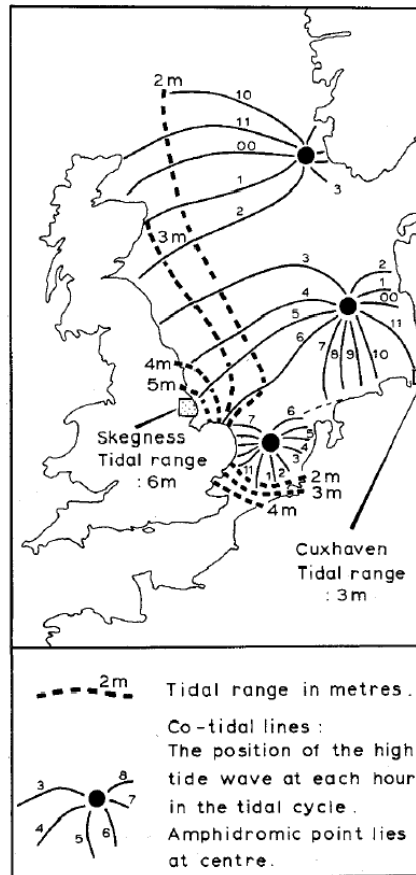 2m
10
11
00
1
3
2
3m
3
2
1
4
00
5
11
6
4m
7
8
9
10
5m
7
6
5
4
Skegness
Tidal range
: 6m
11
1
2
3
2m
3m
4m
Cuxhaven
Tidal range
: 3m
2m
Tidal range in metres .
Co-tidal lines :
The position of the high
tide wave at each hour
in the tidal cycle .
Amphidromic point lies
at centre.
3
8
7
4
5
6